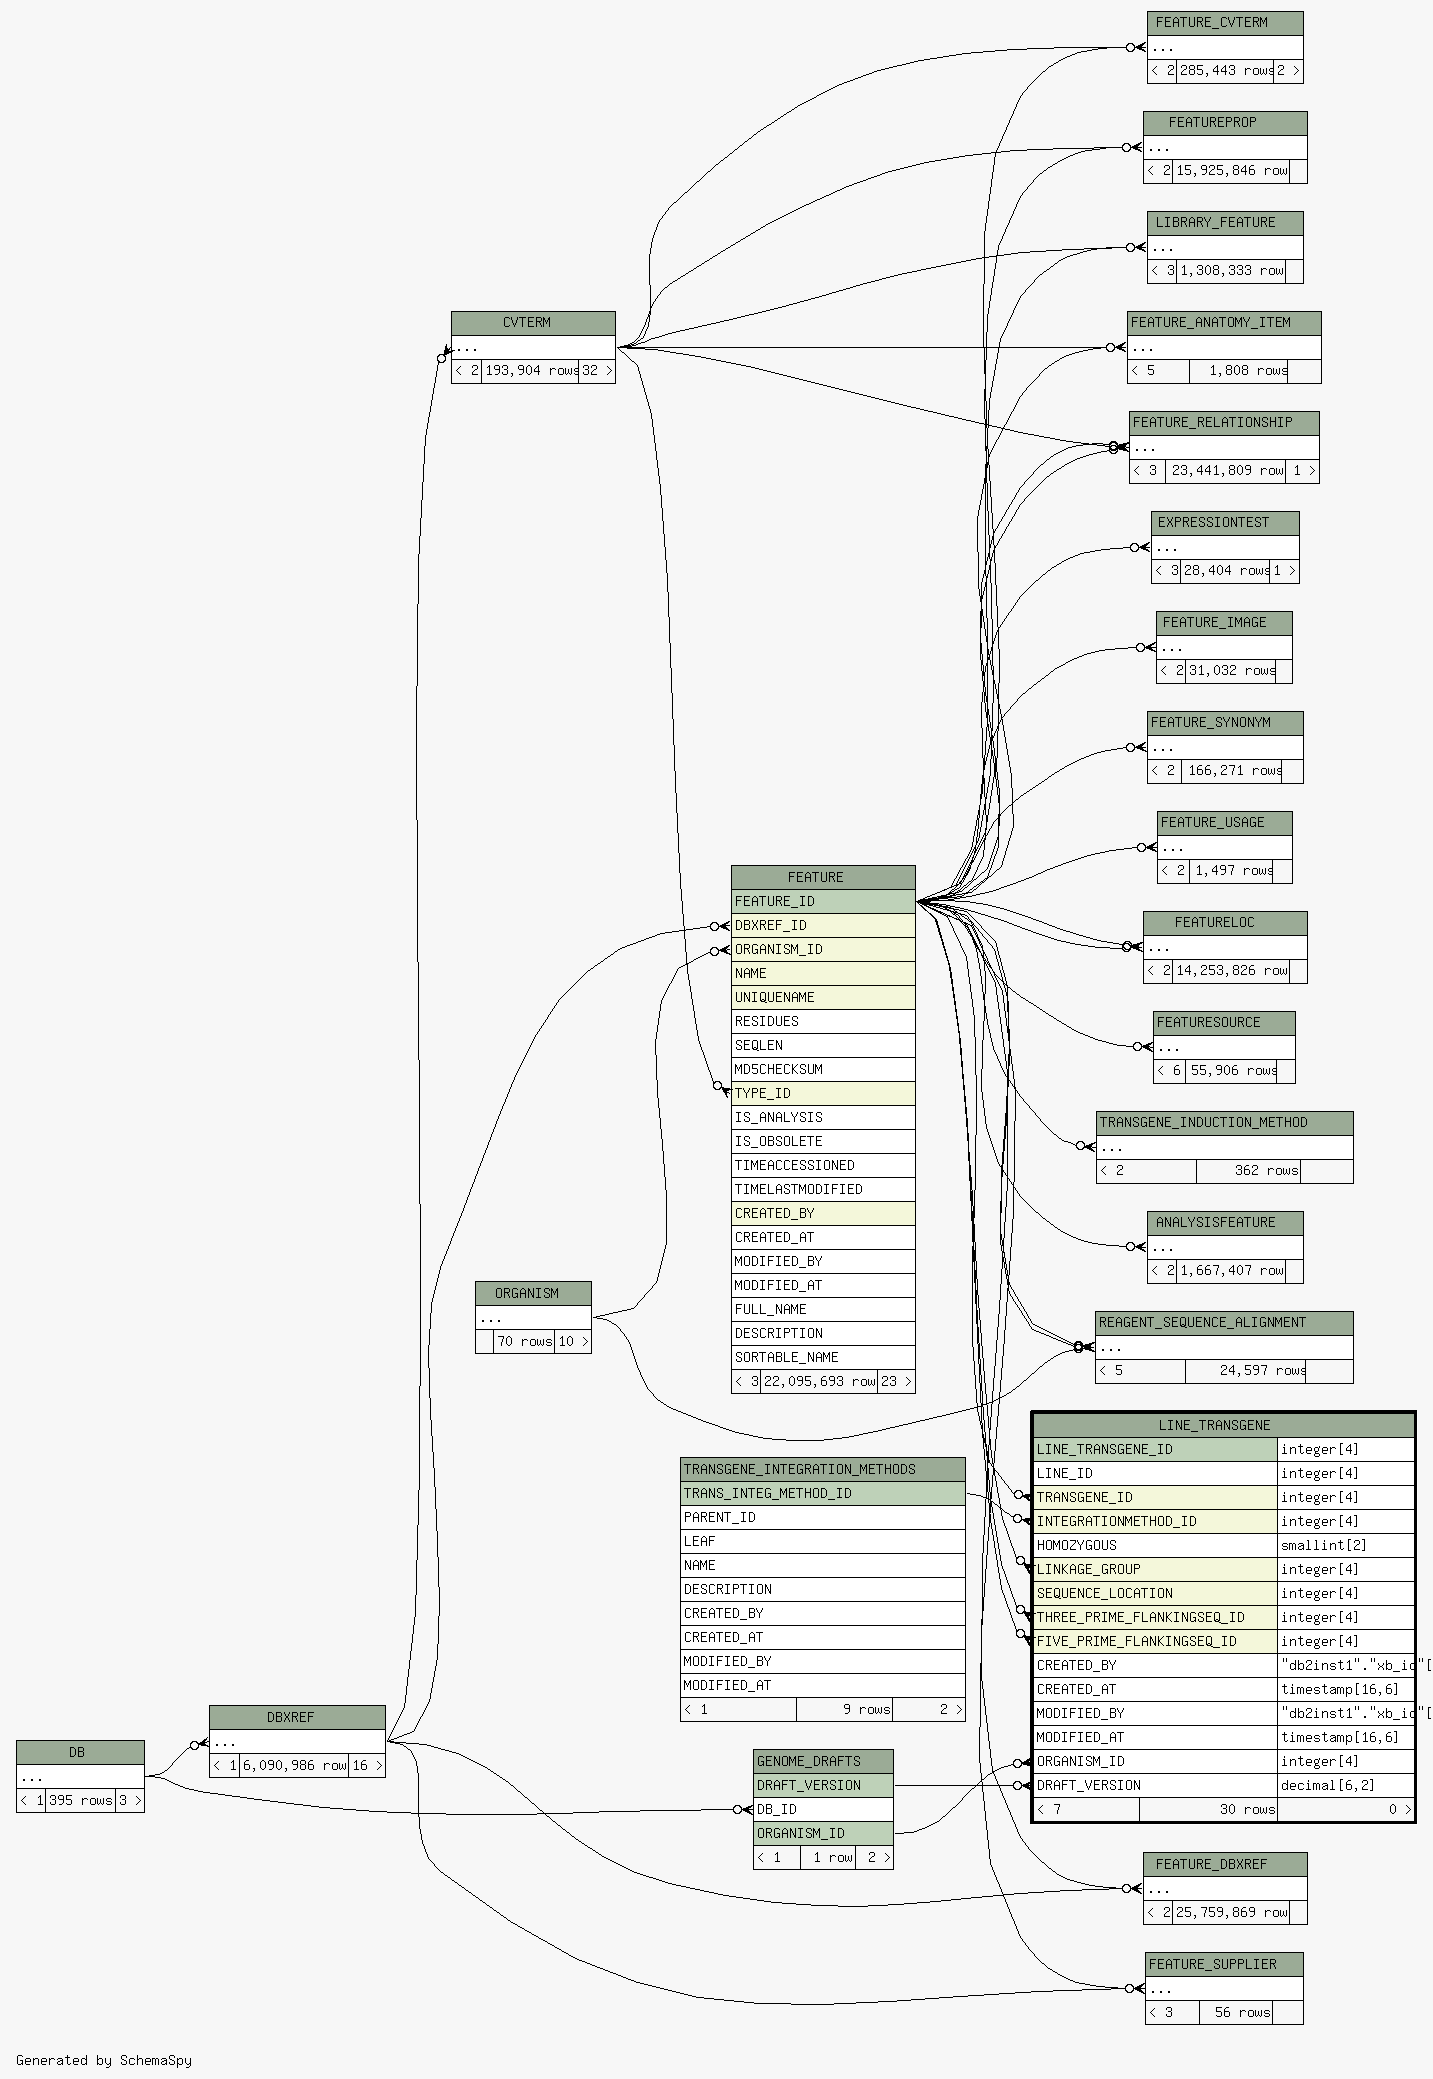 FEATURE_CVTERM
...
< 2 285,443 rows 2 >
FEATUREPROP
...
< 2 15,925,846 row
LIBRARY_FEATURE
...
< 3 1,308,333 row
CVTERM
...
< 2 193,904 rows 32 >
FEATURE_ANATOMY_ITEM
...
< 5 1,808 rows
FEATURE_RELATIONSHIP
...
< 3 23,441,809 row 1 >
EXPRESSIONTEST
...
< 3 28,404 rows 1 >
FEATURE_IMAGE
...
< 2 31,032 rows
FEATURE_SYNONYM
...
< 2 166,271 rows
FEATURE_USAGE
...
< 2 1,497 rows
FEATURE
FEATURE_ID
DBXREF_ID
ORGANISM_ID
NAME
UNIQUENAME
RESIDUES
SEQLEN
MD5CHECKSUM
TYPE_ID
IS_ANALYSIS
IS_OBSOLETE
TIMEACCESSIONED
TIMELASTMODIFIED
CREATED_BY
CREATED_AT
MODIFIED_BY
MODIFIED_AT
FULL_NAME
DESCRIPTION
SORTABLE_NAME
< 3 22,095,693 row 23 >
FEATURELOC
...
< 2 14,253,826 row
FEATURESOURCE
...
< 6 55,906 rows
TRANSGENE_INDUCTION_METHOD
...
< 2 362 rows
ANALYSISFEATURE
...
< 2 1,667,407 row
ORGANISM
...
70 rows 10 >
REAGENT_SEQUENCE_ALIGNMENT
...
< 5 24,597 rows
LINE_TRANSGENE
LINE_TRANSGENE_ID integer[4]
LINE_ID integer[4]
TRANSGENE_ID integer[4]
INTEGRATIONMETHOD_ID integer[4]
HOMOZYGOUS smallint[2]
LINKAGE_GROUP integer[4]
SEQUENCE_LOCATION integer[4]
THREE_PRIME_FLANKINGSEQ_ID integer[4]
FIVE_PRIME_FLANKINGSEQ_ID integer[4]
CREATED_BY "db2inst1"."xb_id"[
CREATED_AT timestamp[16,6]
MODIFIED_BY "db2inst1"."xb_id"[
MODIFIED_AT timestamp[16,6]
ORGANISM_ID integer[4]
DRAFT_VERSION decimal[6,2]
< 7 30 rows 0 >
TRANSGENE_INTEGRATION_METHODS
TRANS_INTEG_METHOD_ID
PARENT_ID
LEAF
NAME
DESCRIPTION
CREATED_BY
CREATED_AT
MODIFIED_BY
MODIFIED_AT
< 1 9 rows 2 >
DBXREF
...
< 1 6,090,986 row 16 >
DB
...
< 1 395 rows 3 >
GENOME_DRAFTS
DRAFT_VERSION
DB_ID
ORGANISM_ID
< 1 1 row 2 >
FEATURE_DBXREF
...
< 2 25,759,869 row
FEATURE_SUPPLIER
...
< 3 56 rows
Generated by SchemaSpy